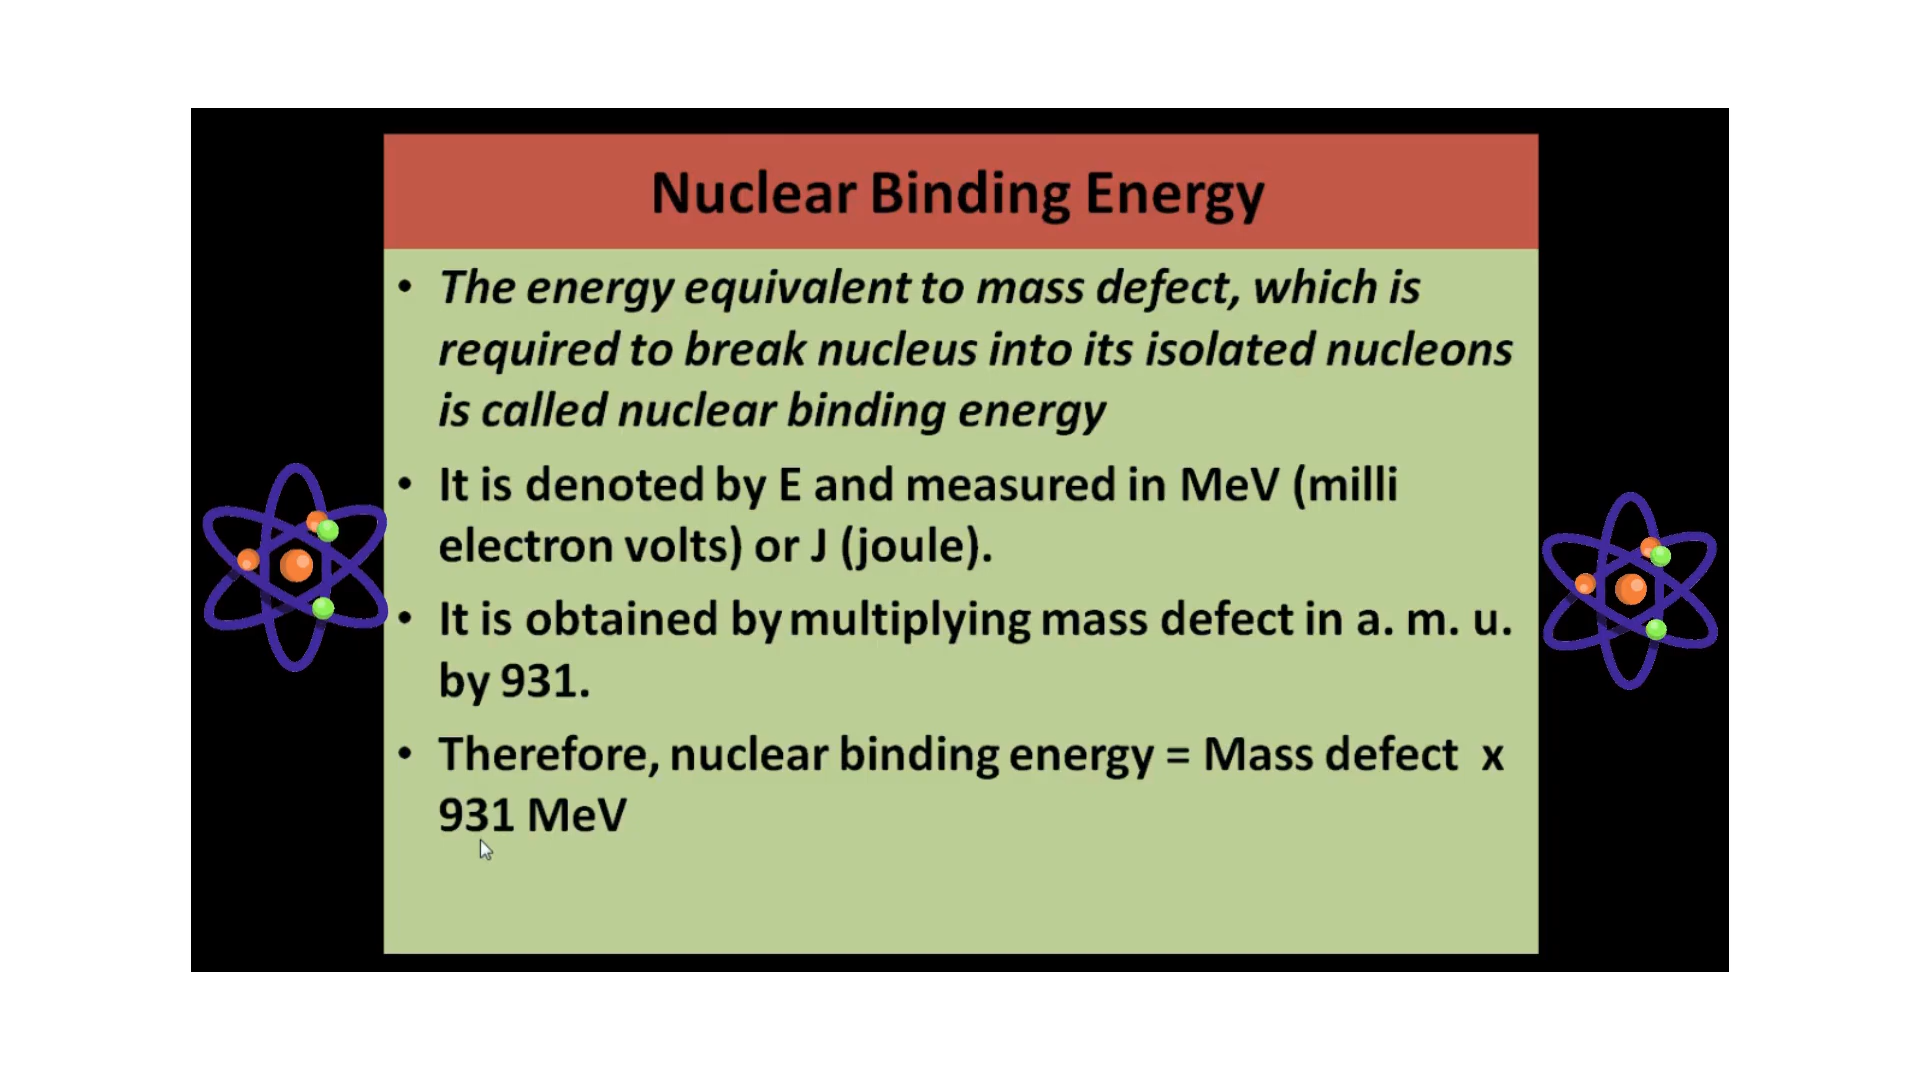 Nuclear Binding Energy
• The energy equivalent to mass defect, which is
required to break nucleus into its isolated nucleons
is called nuclear binding energy
• It is denoted by E and measured in MeV (milli
electron volts) or J (joule).
• It is obtained by multiplying mass defect in a. m. u.
by 931.
• Therefore, nuclear binding energy = Mass defect x
931 MeV